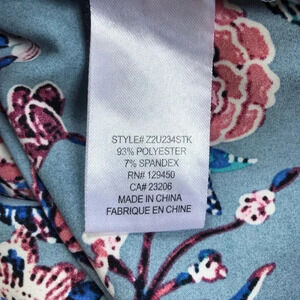 STYLE# Z2U234STK
93% POLYESTER
7% SPANDEX
RN# 129450
CA# 23206
MADE IN CHINA
FABRIQUE EN CHINE